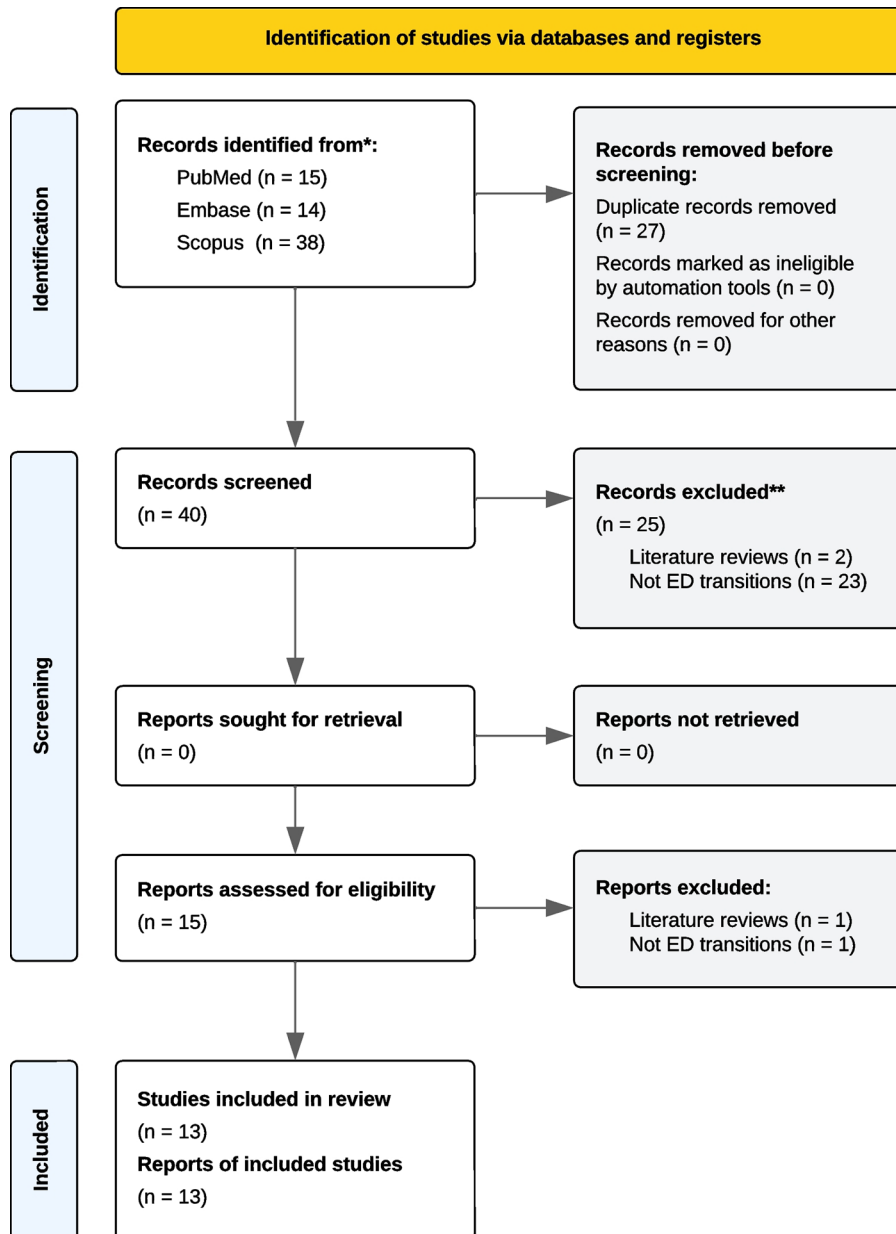 Identification of studies via databases and registers
Identification
Records identified from*:
PubMed (n = 15)
Embase (n = 14)
Scopus (n = 38)
Records removed before
screening:
Duplicate records removed
(n = 27)
Records marked as ineligible
by automation tools (n = 0)
Records removed for other
reasons (n = 0)
Screening
Records screened
(n = 40)
Records excluded**
(n = 25)
Literature reviews (n = 2)
Not ED transitions (n = 23)
Reports sought for retrieval
(n = 0)
Reports not retrieved
(n = 0)
Reports assessed for eligibility
(n = 15)
Reports excluded:
Literature reviews (n = 1)
Not ED transitions (n = 1)
Included
Studies included in review
(n = 13)
Reports of included studies
(n = 13)